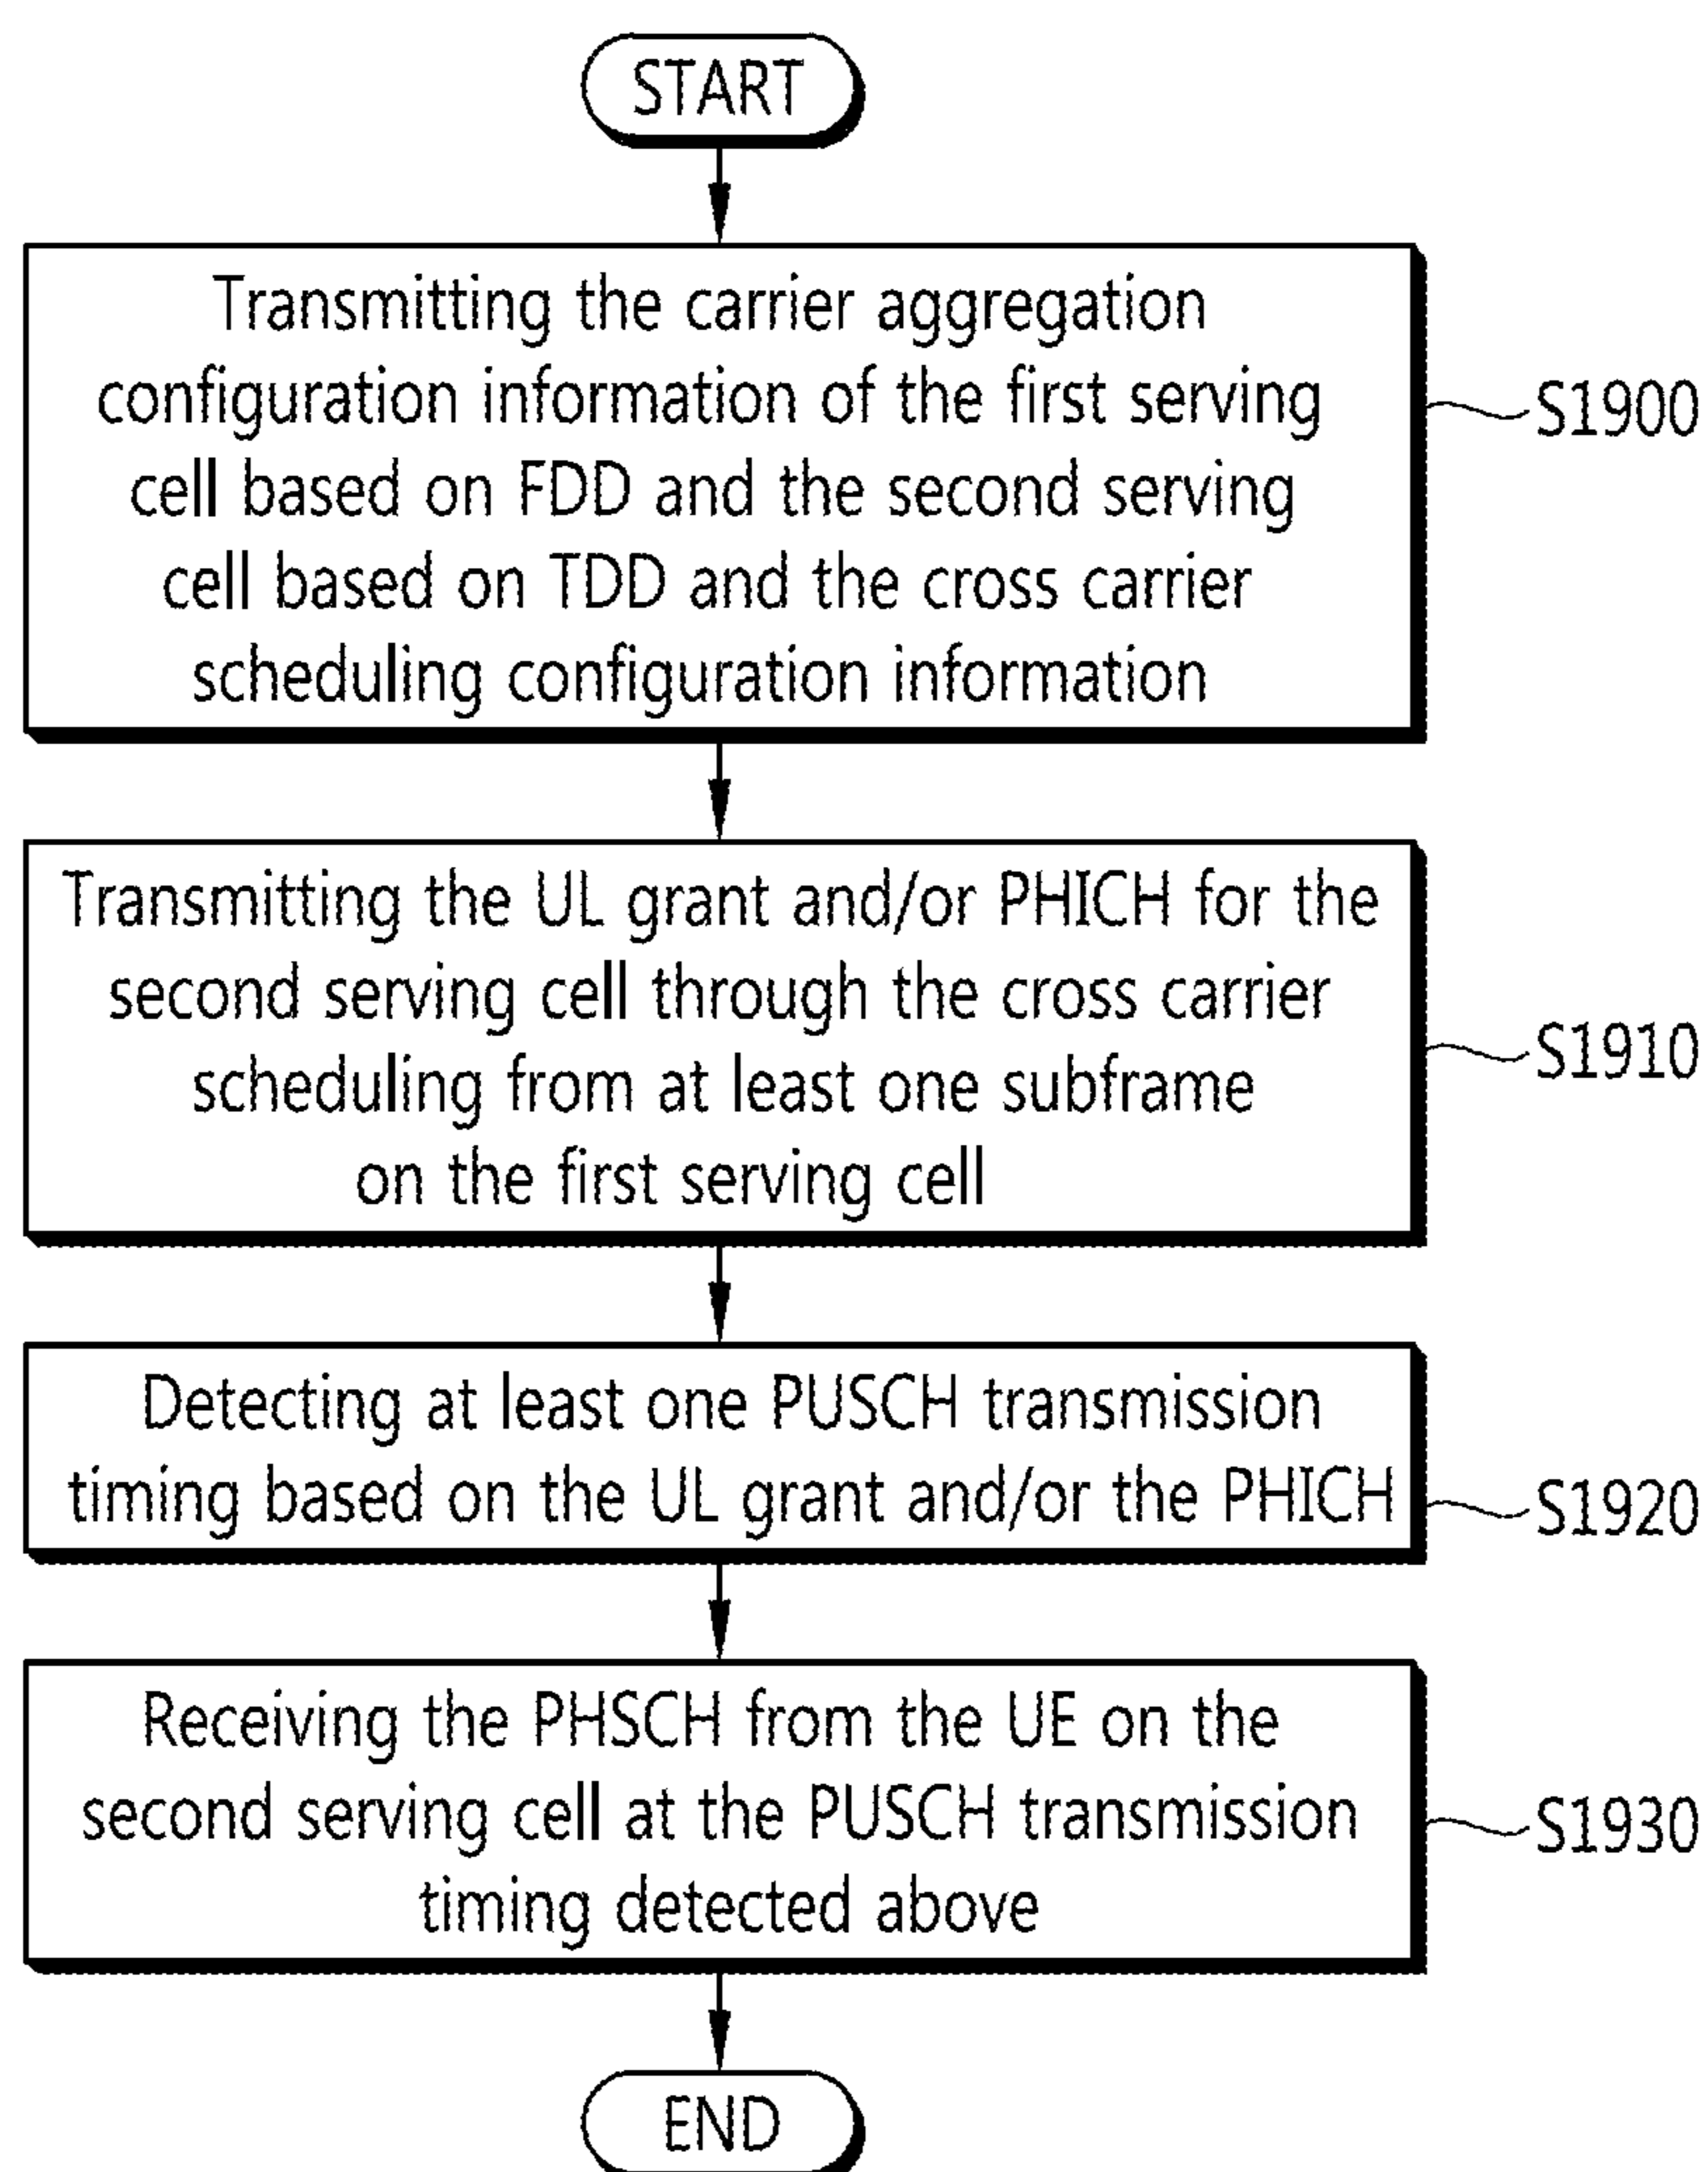 START
Transmitting the carrier aggregation
configuration information of the first serving
cell based on FDD and the second serving
cell based on TDD and the cross carrier
scheduling configuration information
S1900
Transmitting the UL grant and/or PHICH for the
second serving cell through the cross carrier
scheduling from at least one subframe
on the first serving cell
S1910
Detecting at least one PUSCH transmission
timing based on the UL grant and/or the PHICH
S1920
Receiving the PHSCH from the UE on the
second serving cell at the PUSCH transmission
timing detected above
S1930
END